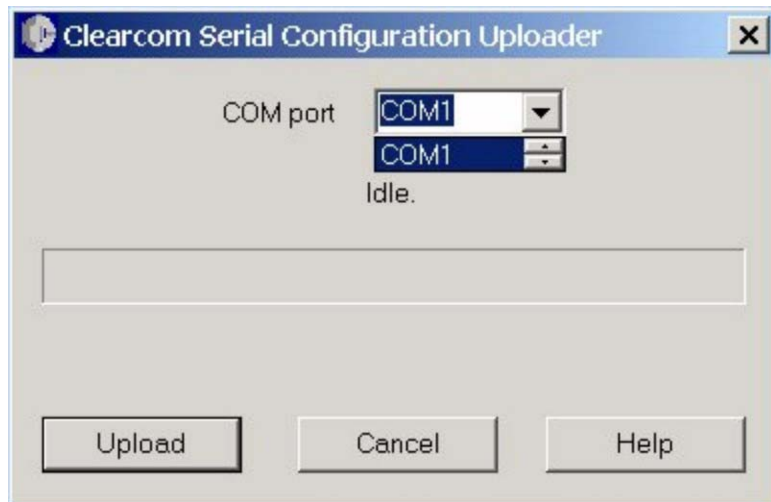 Clearcom Serial Configuration Uploader
COM port COM1
COM1
Idle.
Upload Cancel Help